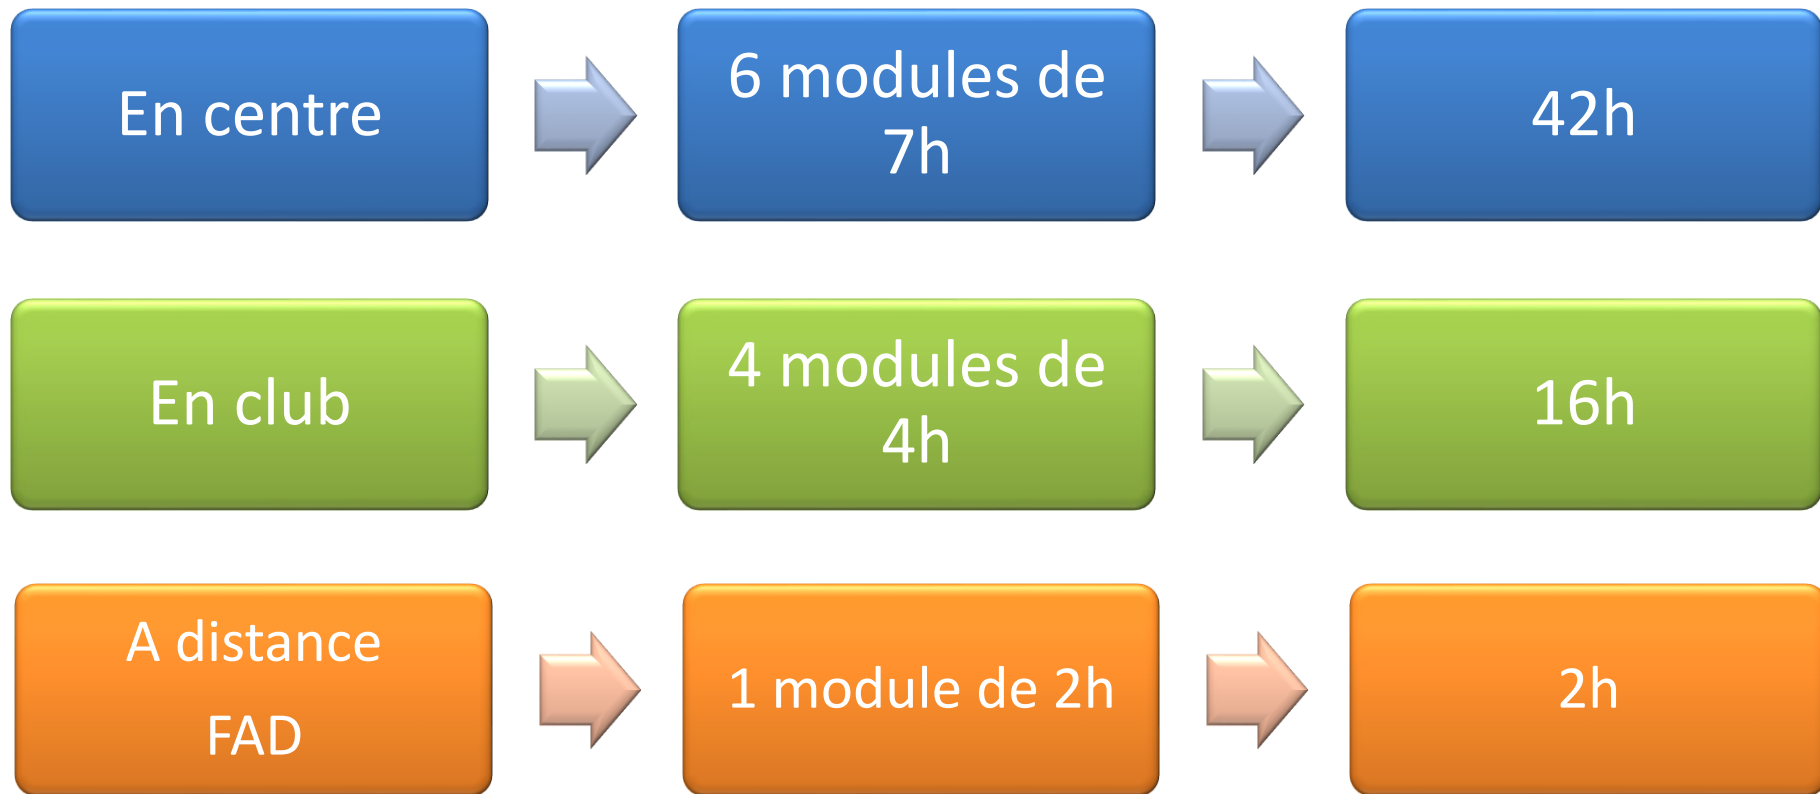 En centre
6 modules de
7h
42h
En club
4 modules de
4h
16h
A distance
FAD
1 module de 2h
2h